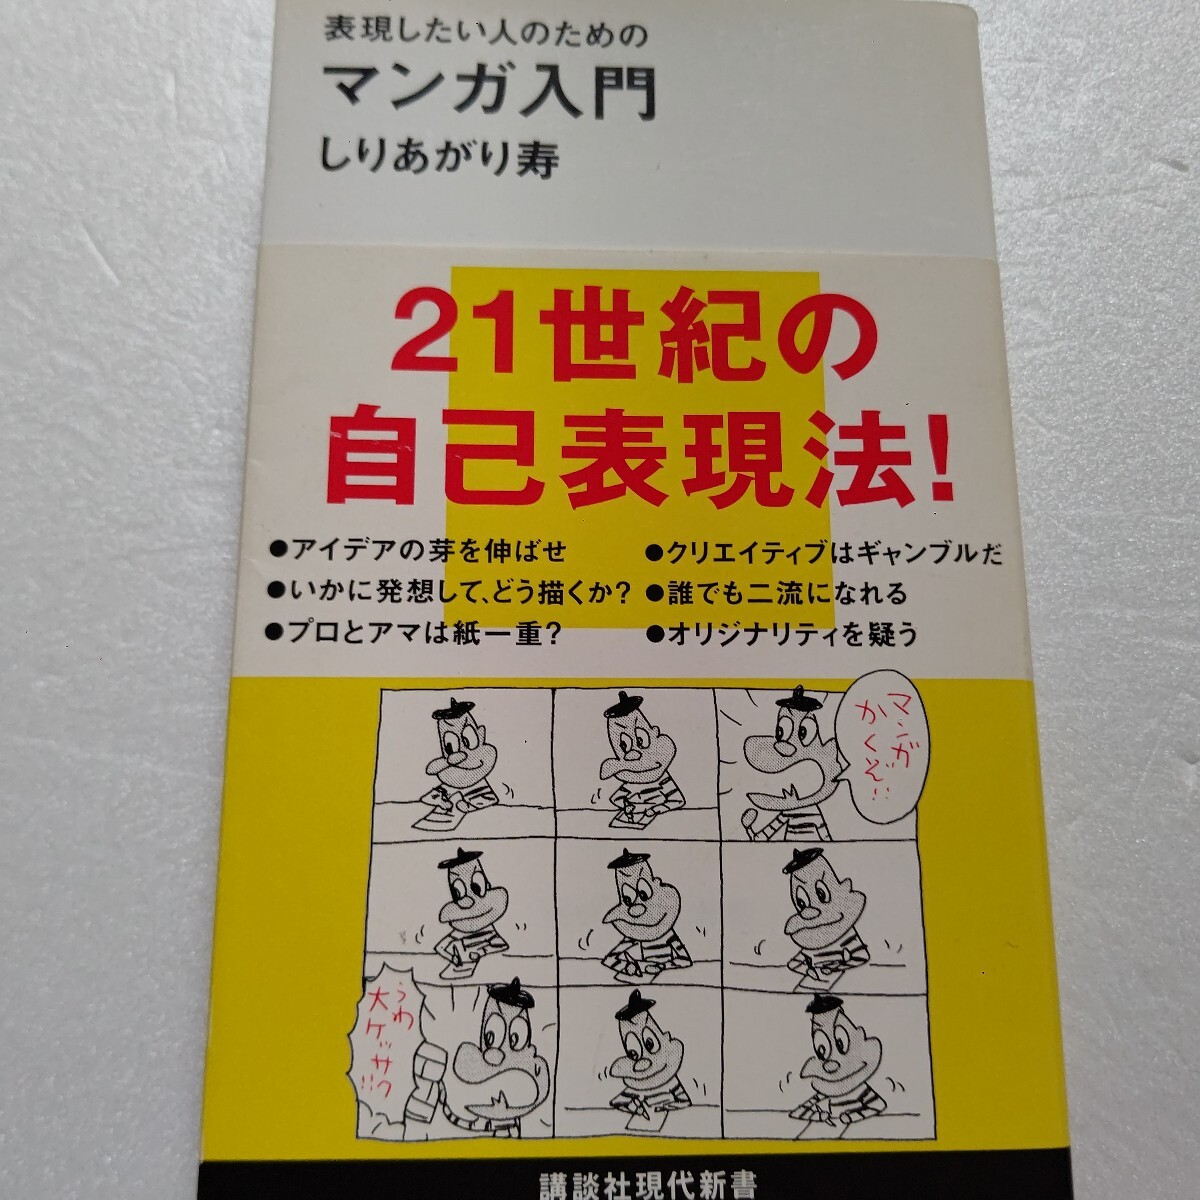 表現したい人のための
マンガ入門
しりあがり寿
21世紀の
自己表現法!
●アイデアの芽を伸ばせ
●いかに発想して、どう描くか?
●プロとアマは紙一重?
●クリエイティブはギャンブルだ
●誰でも二流になれる
●オリジナリティを疑う
マンガ
かくぞ!!
うわ
大ケッサク!!
講談社現代新書